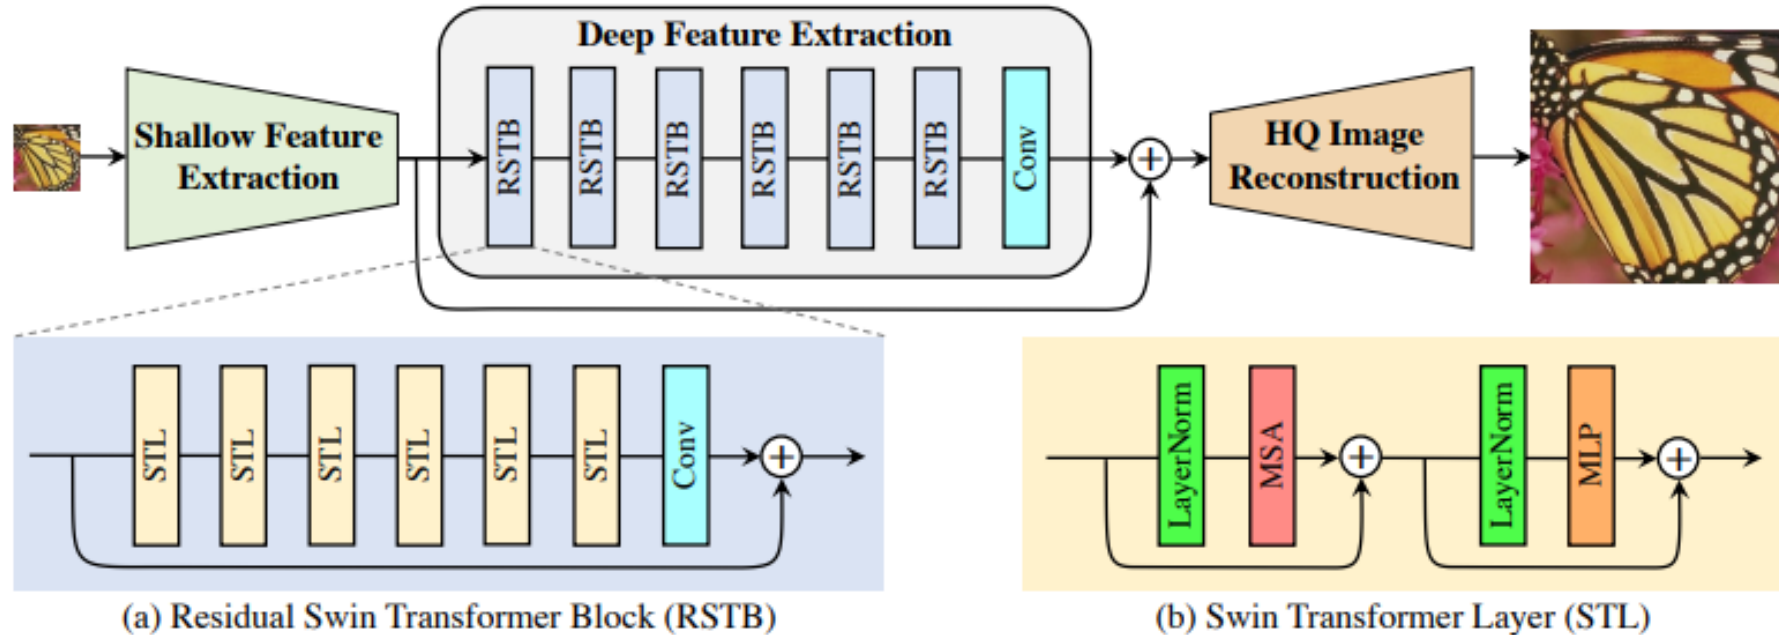 Deep Feature Extraction
Shallow Feature
Extraction
RSTB
RSTB
RSTB
RSTB
RSTB
RSTB
Conv
+
HQ Image
Reconstruction
STL
STL
STL
STL
STL
STL
Conv
+
(a) Residual Swin Transformer Block (RSTB)
LayerNorm
MSA
+
LayerNorm
MLP
+
(b) Swin Transformer Layer (STL)